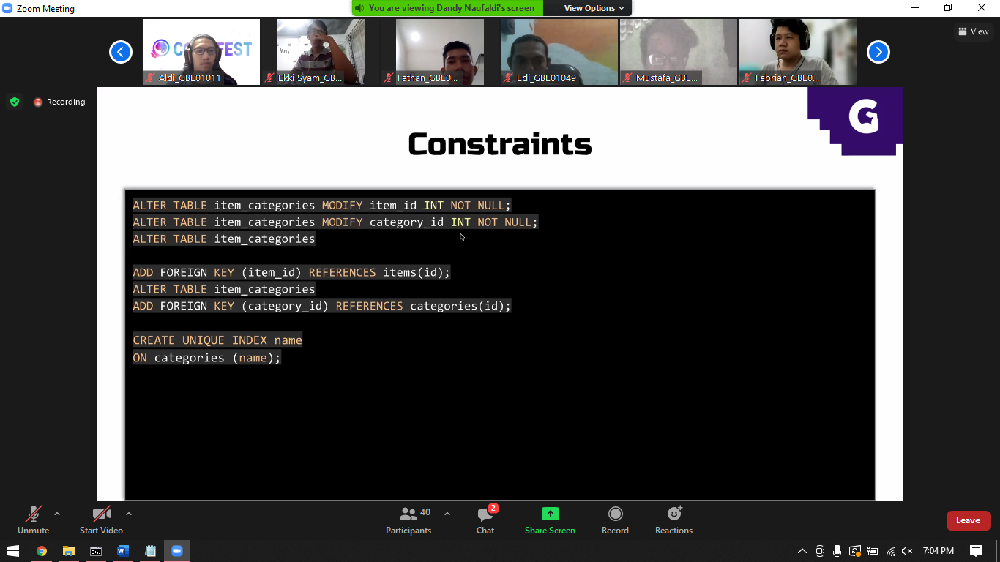 Zoom Meeting
You are viewing Dandy Naufaldi's screen
View Options
COMPFEST
Aldi_GBE01011
Ekki Syam_GB...
Fathan_GBE0...
Edi_GBE01049
Mustafa_GBE...
Febrian_GBE0...
View
Recording
G
Constraints
ALTER TABLE item_categories MODIFY item_id INT NOT NULL;
ALTER TABLE item_categories MODIFY category_id INT NOT NULL;
ALTER TABLE item_categories
ADD FOREIGN KEY (item_id) REFERENCES items(id);
ALTER TABLE item_categories
ADD FOREIGN KEY (category_id) REFERENCES categories(id);
CREATE UNIQUE INDEX name
ON categories (name);
Unmute
Start Video
40
Participants
2
Chat
Share Screen
Record
Reactions
Leave
7:04 PM